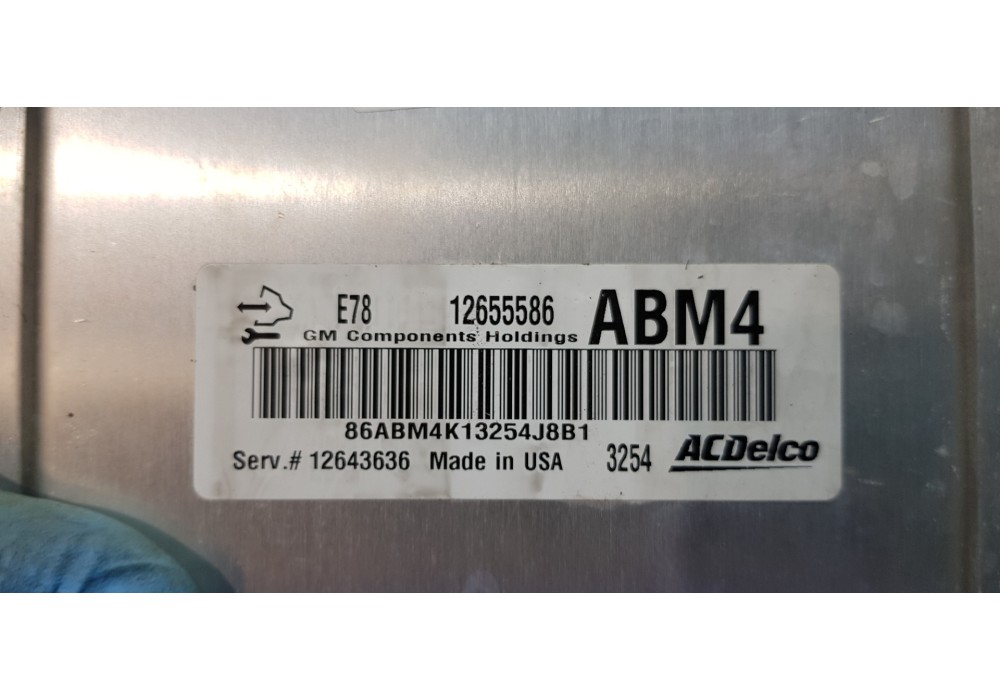 E78 12655586 ABM4
GM Components Holdings
86ABM4K13254J8B1
Serv.# 12643636 Made in USA 3254 ACDelco